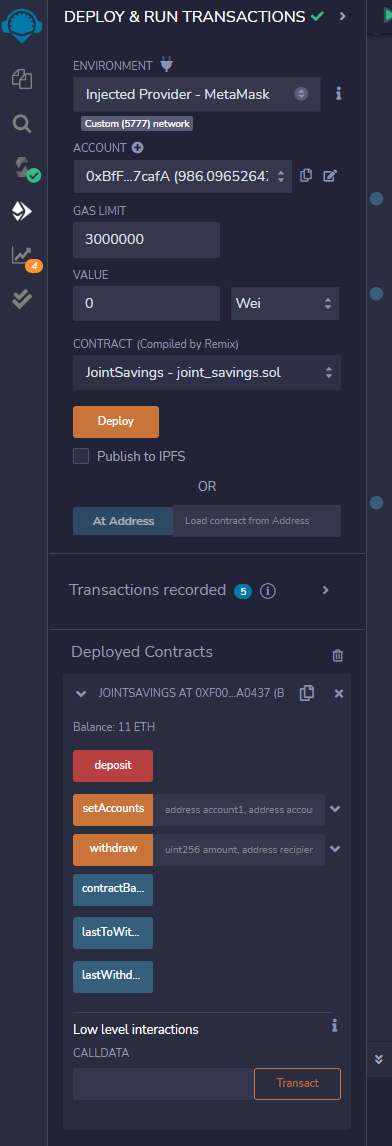 DEPLOY & RUN TRANSACTIONS
ENVIRONMENT
Injected Provider - MetaMask
Custom (5777) network
ACCOUNT
0xBfF...7cafA (986.0965264
GAS LIMIT
3000000
VALUE
0 Wei
CONTRACT (Compiled by Remix)
JointSavings - joint_savings.sol
Deploy
Publish to IPFS
OR
At Address Load contract from Address
Transactions recorded 5
Deployed Contracts
JOINTSAVINGS AT 0XF00...A0437 (B
Balance: 11 ETH
deposit
setAccounts address account1, address accou
withdraw uint256 amount, address recipier
contractBa...
lastToWit...
lastWithd...
Low level interactions
CALLDATA
Transact
4